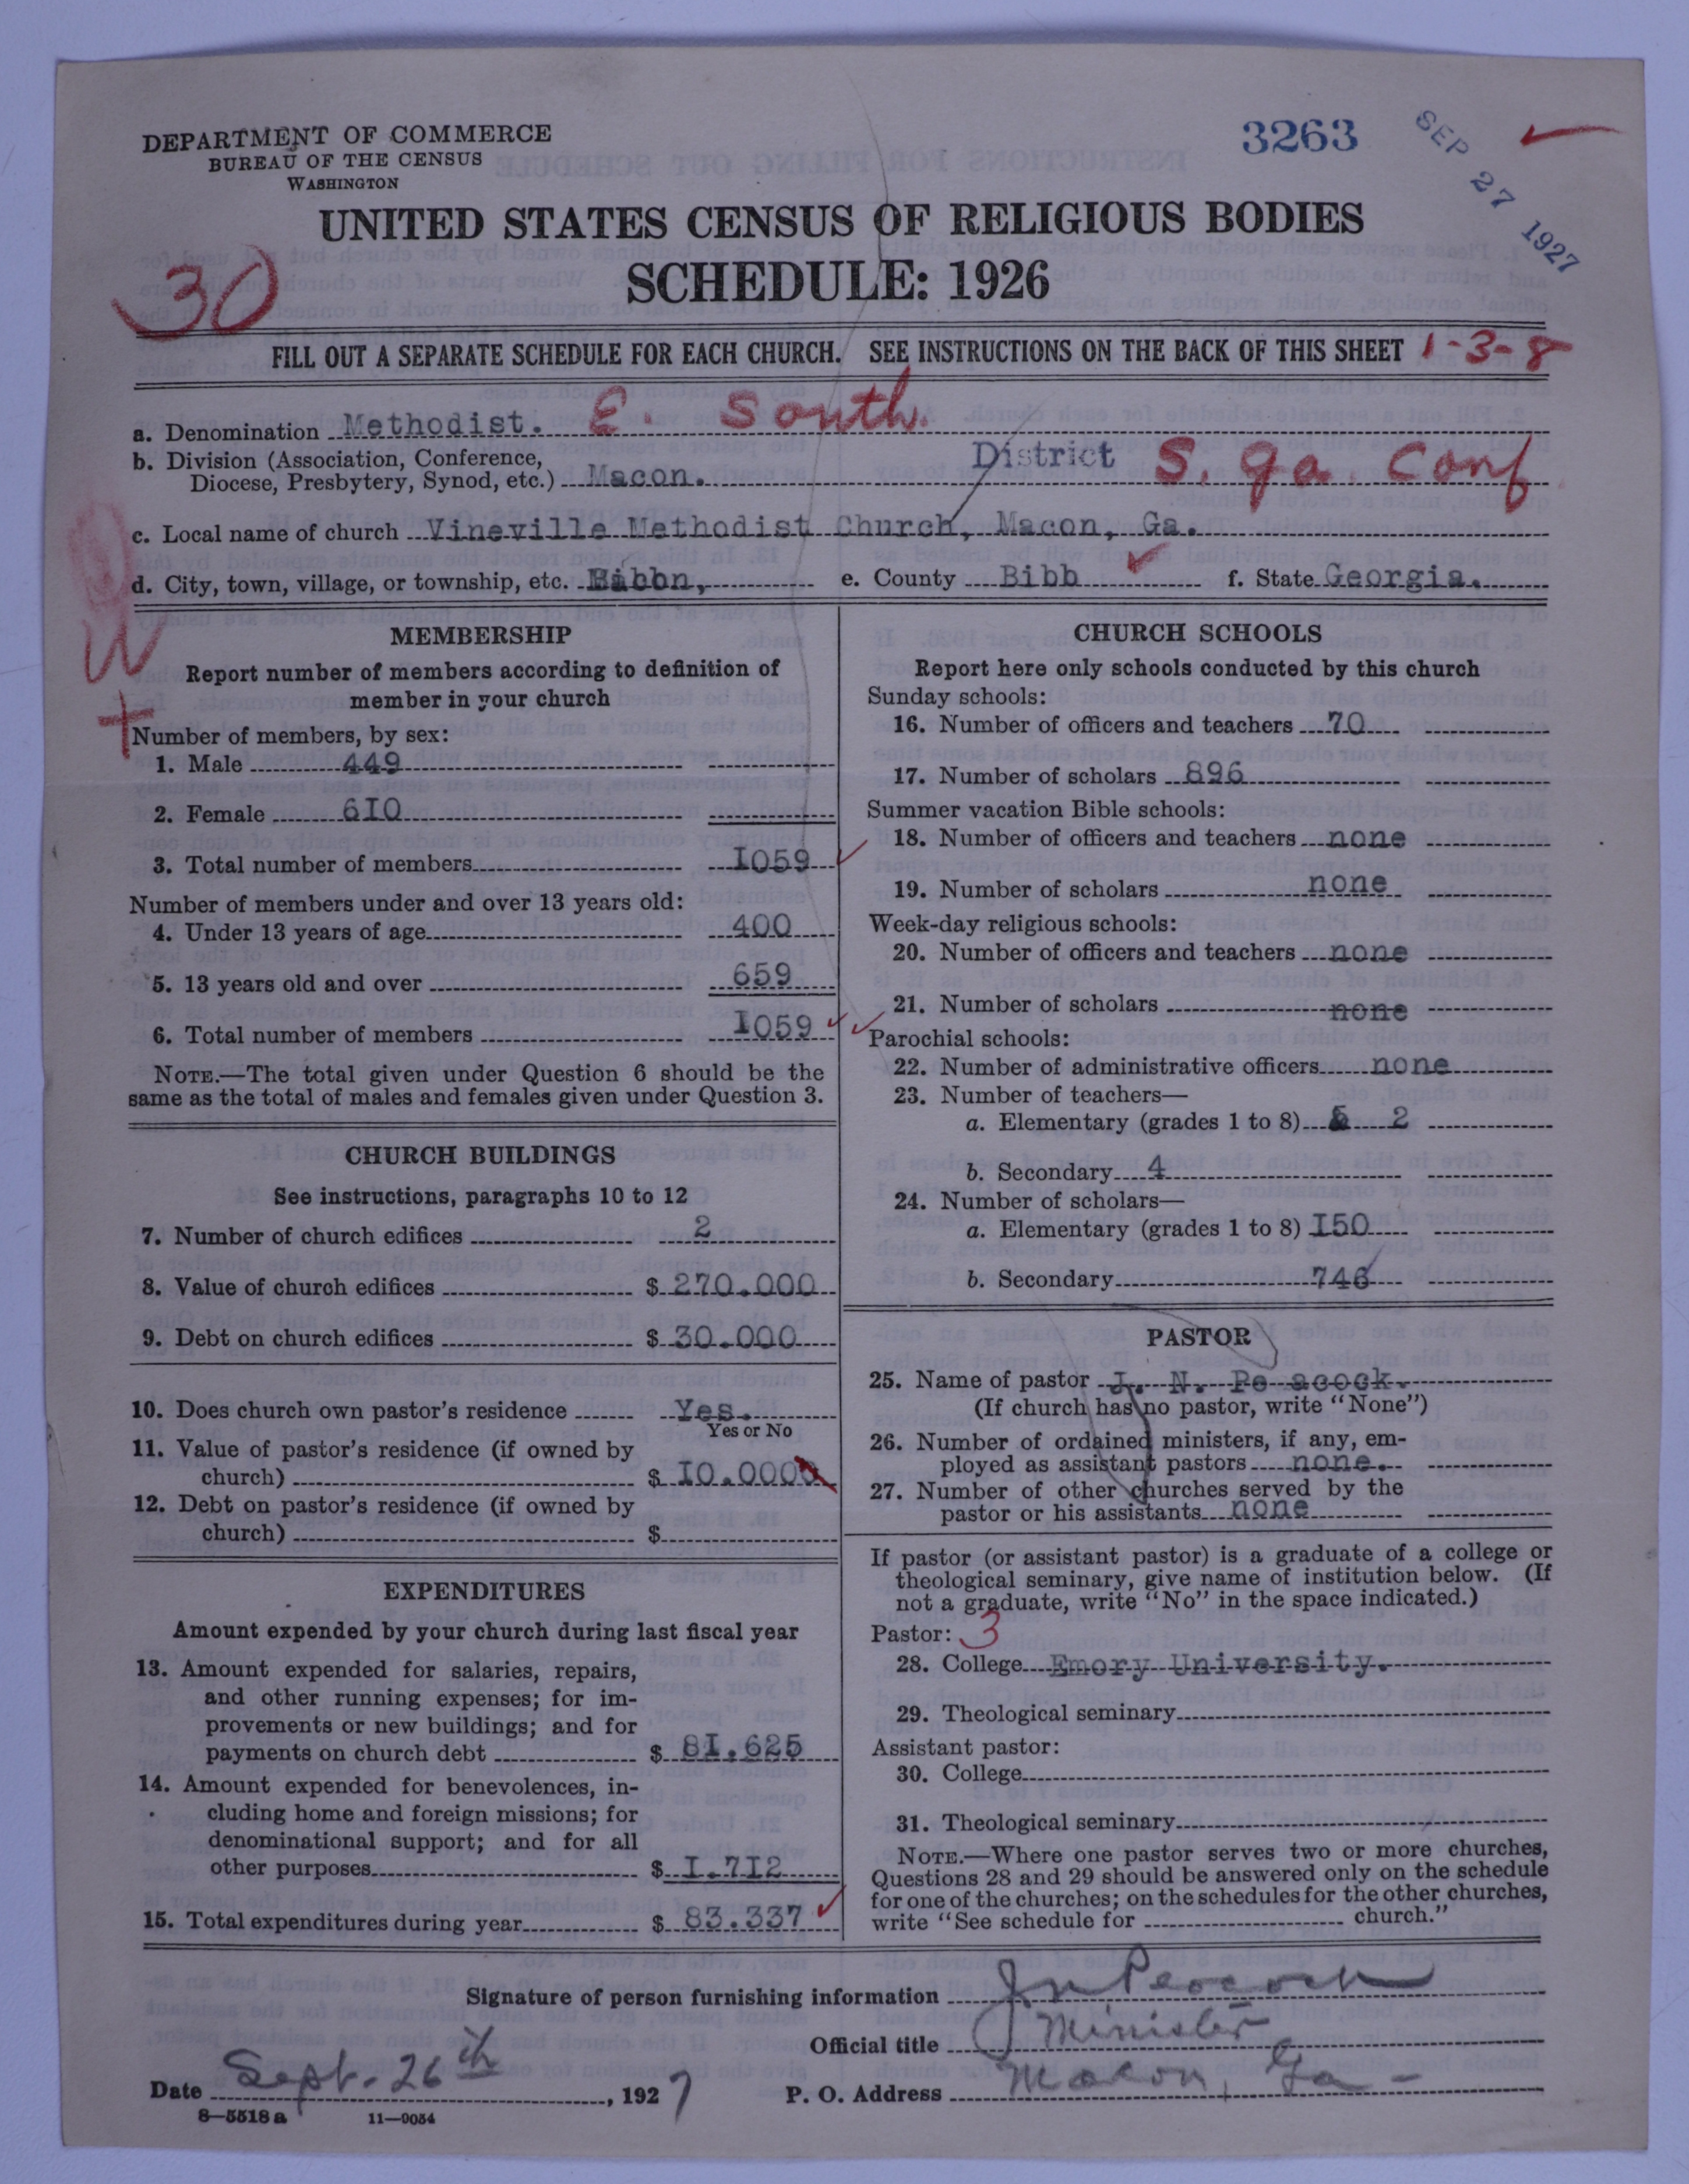 3263
SEP 27 1927
DEPARTMENT OF COMMERCE
BUREAU OF THE CENSUS
WASHINGTON
UNITED STATES CENSUS OF RELIGIOUS BODIES
SCHEDULE: 1926
30
FILL OUT A SEPARATE SCHEDULE FOR EACH CHURCH. SEE INSTRUCTIONS ON THE BACK OF THIS SHEET 1-3-8
a. Denomination Methodist. E. South.
b. Division (Association, Conference,
Diocese, Presbytery, Synod, etc.) Macon. District S. Ga. Conf
c. Local name of church Vineville Methodist Church, Macon, Ga.
d. City, town, village, or township, etc. e. County Bibb f. State Georgia.
W
MEMBERSHIP
Report number of members according to definition of
member in your church
Number of members, by sex:
1. Male 449
2. Female 610
3. Total number of members 1059
Number of members under and over 13 years old:
4. Under 13 years of age 400
5. 13 years old and over 659
6. Total number of members 1059
NOTE.—The total given under Question 6 should be the
same as the total of males and females given under Question 3.
CHURCH BUILDINGS
See instructions, paragraphs 10 to 12
7. Number of church edifices 2
8. Value of church edifices $ 270.000
9. Debt on church edifices $ 30.000
10. Does church own pastor's residence Yes.
Yes or No
11. Value of pastor's residence (if owned by
church) $ 10.0000
12. Debt on pastor's residence (if owned by
church) $
EXPENDITURES
Amount expended by your church during last fiscal year
13. Amount expended for salaries, repairs,
and other running expenses; for im-
provements or new buildings; and for
payments on church debt $ 81.625
14. Amount expended for benevolences, in-
cluding home and foreign missions; for
denominational support; and for all
other purposes $ 1.712
15. Total expenditures during year $ 83.337
CHURCH SCHOOLS
Report here only schools conducted by this church
Sunday schools:
16. Number of officers and teachers 70
17. Number of scholars 896
Summer vacation Bible schools:
18. Number of officers and teachers none
19. Number of scholars none
Week-day religious schools:
20. Number of officers and teachers none
21. Number of scholars none
Parochial schools:
22. Number of administrative officers none
23. Number of teachers—
a. Elementary (grades 1 to 8) 2
b. Secondary 4
24. Number of scholars—
a. Elementary (grades 1 to 8) 150
b. Secondary 746
PASTOR
25. Name of pastor J. N. Pe acock.
(If church has no pastor, write "None")
26. Number of ordained ministers, if any, em-
ployed as assistant pastors none.
27. Number of other churches served by the
pastor or his assistants none
If pastor (or assistant pastor) is a graduate of a college or
theological seminary, give name of institution below. (If
not a graduate, write "No" in the space indicated.)
Pastor: 3
28. College Emory University.
29. Theological seminary
Assistant pastor:
30. College
31. Theological seminary
NOTE.—Where one pastor serves two or more churches,
Questions 28 and 29 should be answered only on the schedule
for one of the churches; on the schedules for the other churches,
write "See schedule for church."
Signature of person furnishing information J N Peacock
Official title Minister
Date Sept. 26th, 1927 P. O. Address Macon, Ga -
8—5518 a 11—9054